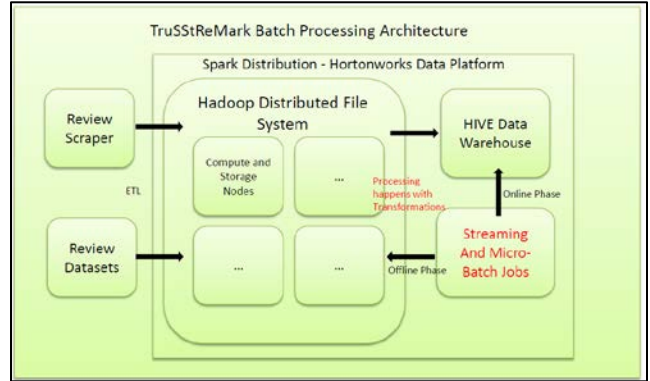 TruSStReMark Batch Processing Architecture
Spark Distribution - Hortonworks Data Platform
Review
Scraper
Hadoop Distributed File
System
HIVE Data
Warehouse
Compute and
Storage
Nodes
...
Processing
happens with
Transformations
ETL
Online Phase
Review
Datasets
...
...
Offline Phase
Streaming
And Micro-
Batch Jobs